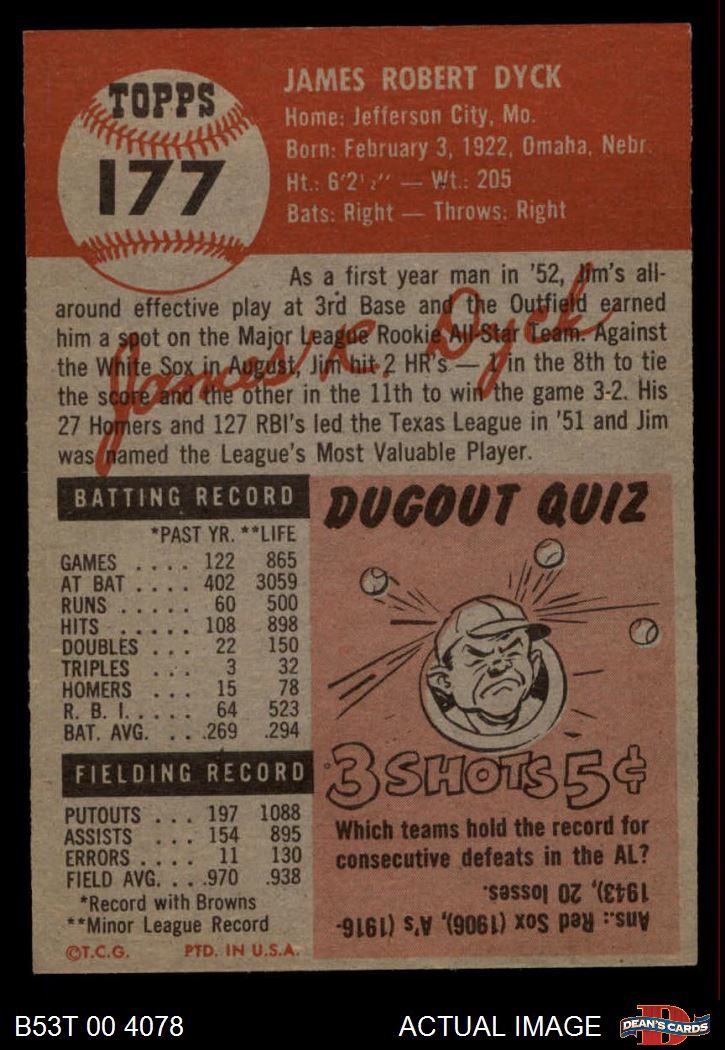 TOPPS
177
JAMES ROBERT DYCK
Home: Jefferson City, Mo.
Born: February 3, 1922, Omaha, Nebr.
Ht.: 6'2½" — Wt.: 205
Bats: Right — Throws: Right
As a first year man in '52, Jim's all-
around effective play at 3rd Base and the Outfield earned
him a spot on the Major League Rookie All-Star Team. Against
the White Sox in August, Jim hit 2 HR's — 1 in the 8th to tie
the score and the other in the 11th to win the game 3-2. His
27 Homers and 127 RBI's led the Texas League in '51 and Jim
was named the League's Most Valuable Player.
James R Dyck
BATTING RECORD
*PAST YR. **LIFE
GAMES .... 122 865
AT BAT .... 402 3059
RUNS ..... 60 500
HITS ..... 108 898
DOUBLES ... 22 150
TRIPLES ... 3 32
HOMERS ... 15 78
R. B. I. .... 64 523
BAT. AVG. .. .269 .294
FIELDING RECORD
PUTOUTS ... 197 1088
ASSISTS ... 154 895
ERRORS .... 11 130
FIELD AVG. .. .970 .938
*Record with Browns
**Minor League Record
©T.C.G. PTD. IN U.S.A.
DUGOUT QUIZ
3 SHOTS 5¢
Which teams hold the record for
consecutive defeats in the AL?
Ans.: Red Sox (1906), A's (1916-
1943), 20 losses.
B53T 00 4078
ACTUAL IMAGE
DEAN'S CARDS